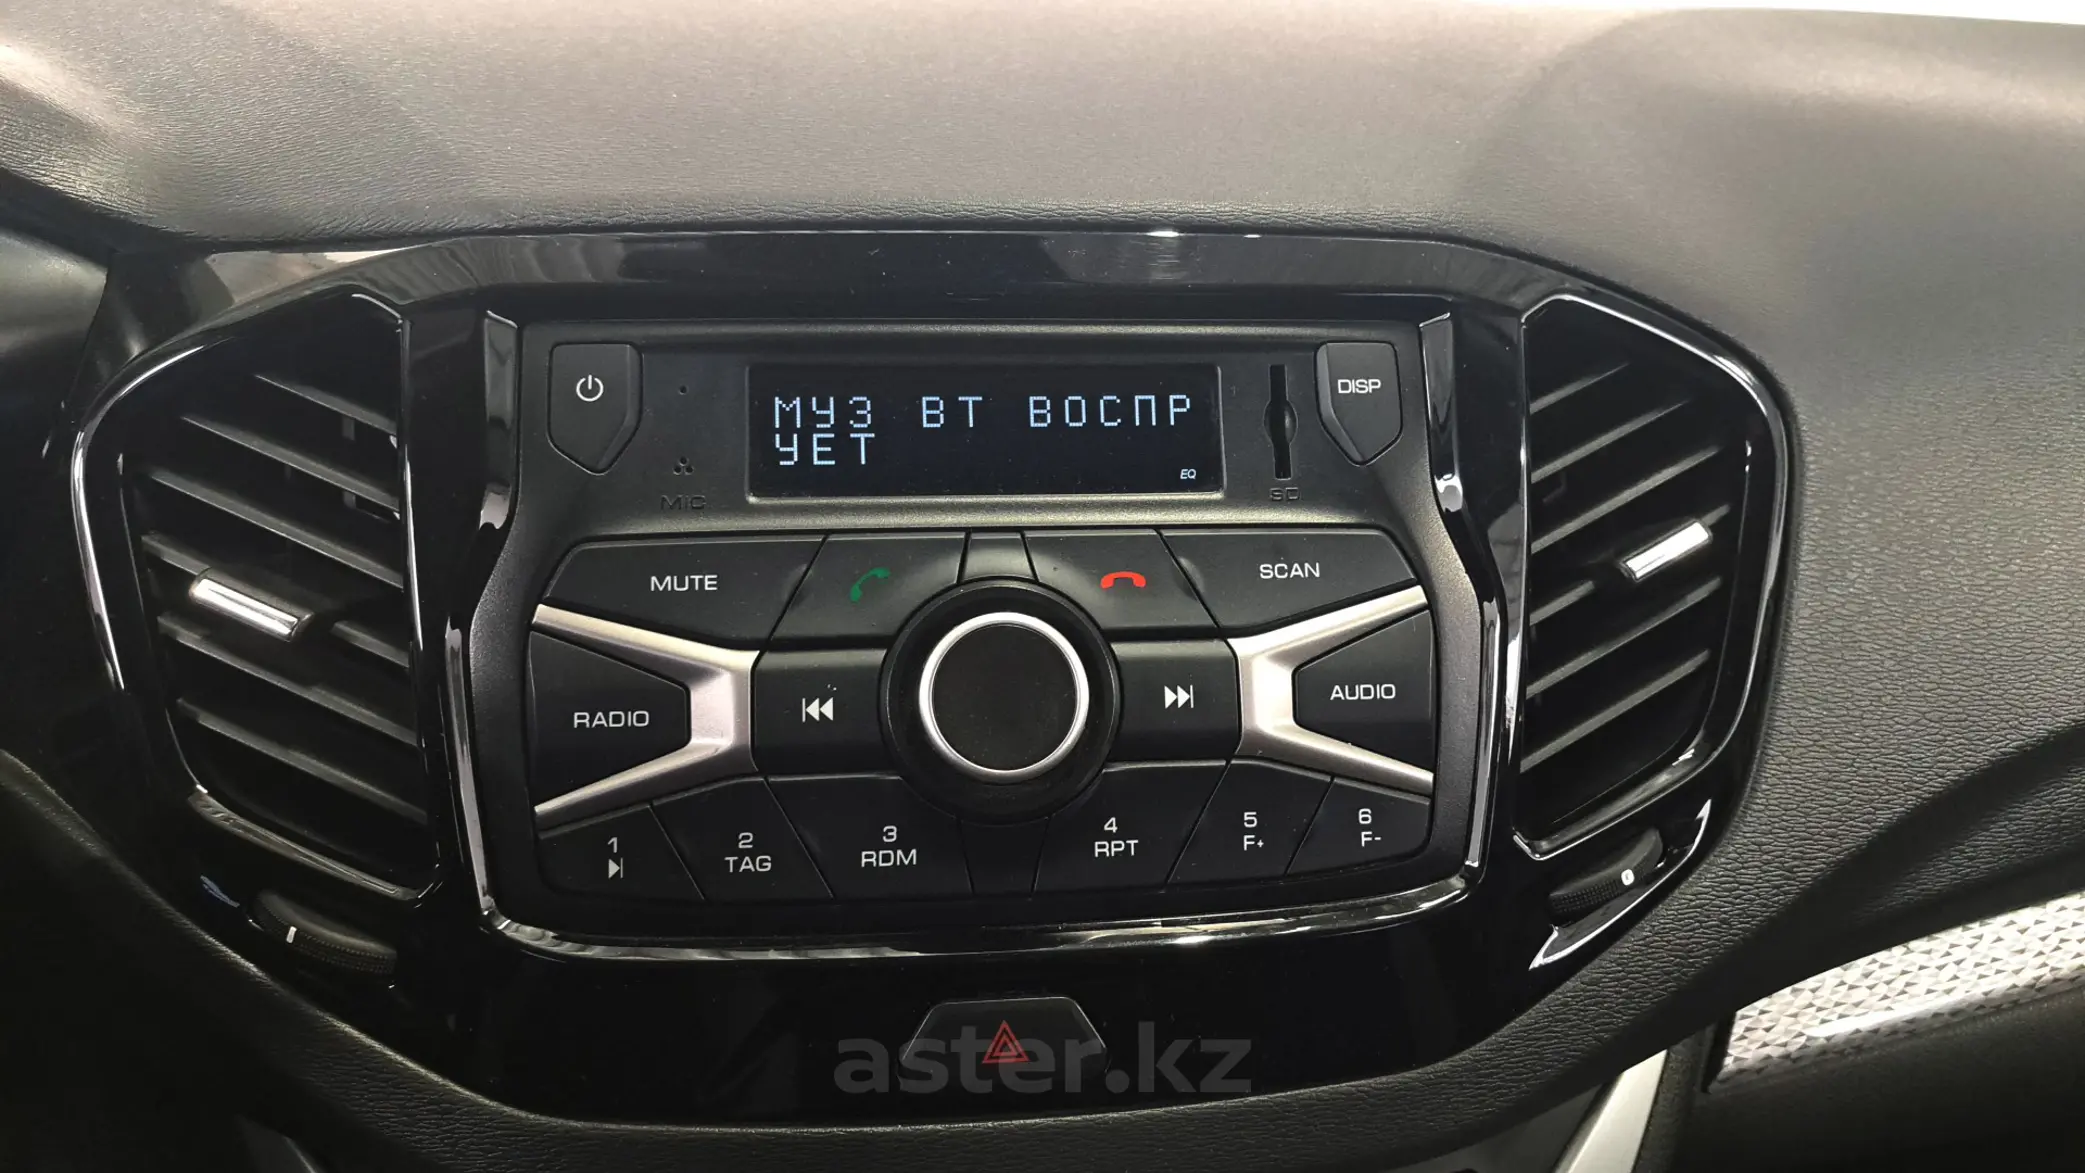 МУЗ ВТ ВОСПР
УЕТ
EQ
DISP
MIC
SD
MUTE
SCAN
RADIO
AUDIO
1
2
TAG
3
RDM
4
RPT
5
F+
6
F-
aster.kz